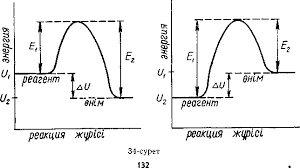 энергия
E₁
E₂
U₁
реагент
ΔU
U₂
өнім
реакция жүрісі
энергия
E₁
E₂
U₁
ΔU
өнім
U₂
реагент
реакция жүрісі
34-сурет
132